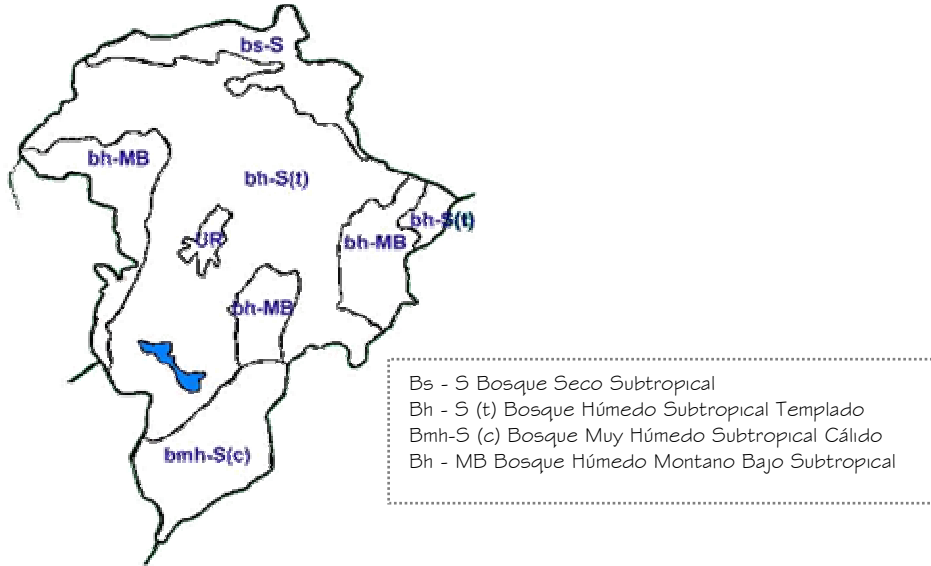 bs-S
bh-MB
bh-S(t)
bh-S(t)
UR
bh-MB
bh-MB
bmh-S(c)
Bs - S Bosque Seco Subtropical
Bh - S (t) Bosque Húmedo Subtropical Templado
Bmh-S (c) Bosque Muy Húmedo Subtropical Cálido
Bh - MB Bosque Húmedo Montano Bajo Subtropical